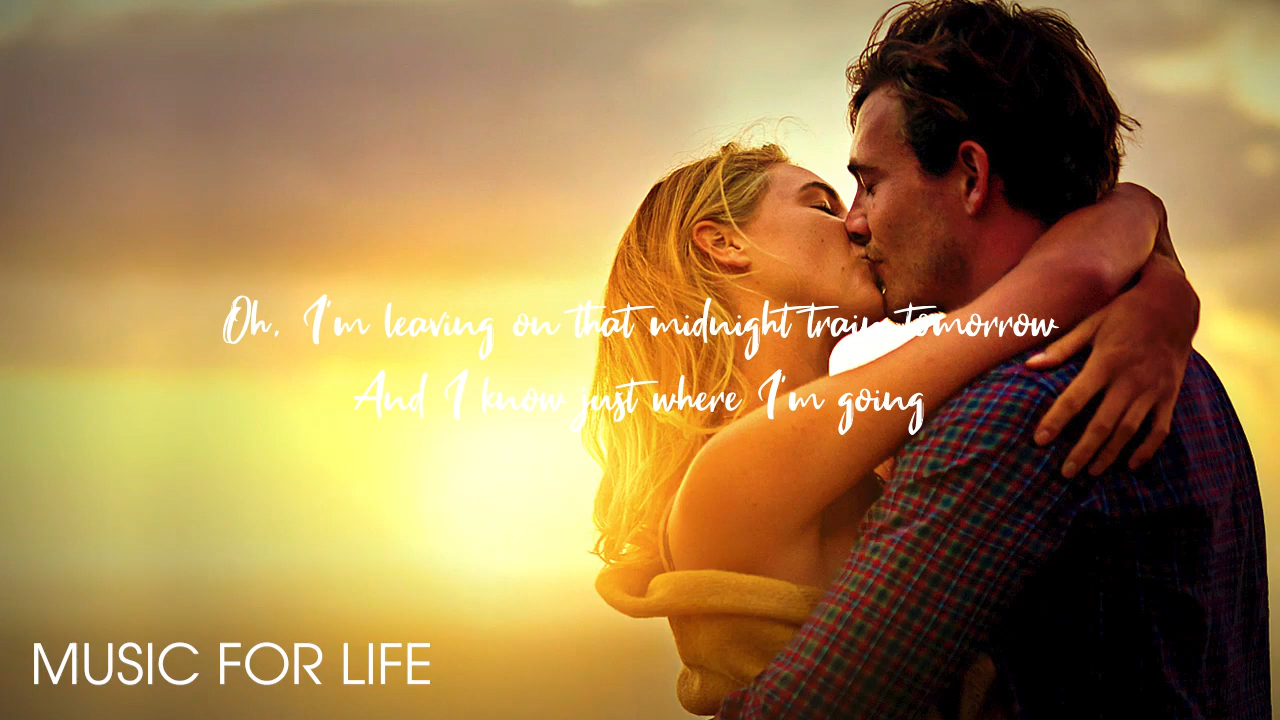 Oh, I'm leaving on that midnight train tomorrow
And I know just where I'm going
MUSIC FOR LIFE